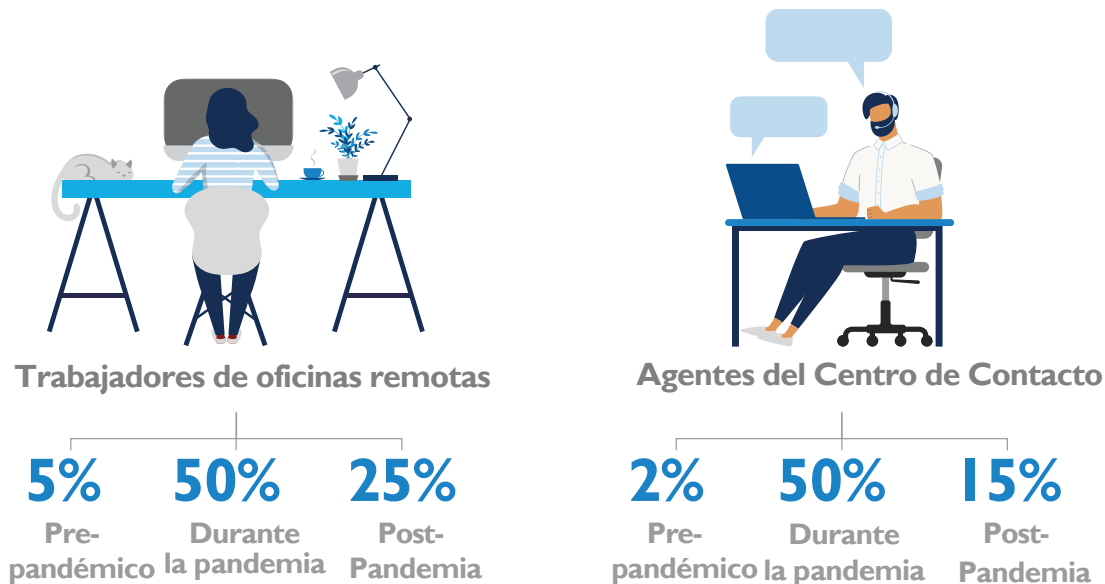 Trabajadores de oficinas remotas
5%
Pre-
pandémico
50%
Durante
la pandemia
25%
Post-
Pandemia
Agentes del Centro de Contacto
2%
Pre-
pandémico
50%
Durante
la pandemia
15%
Post-
Pandemia